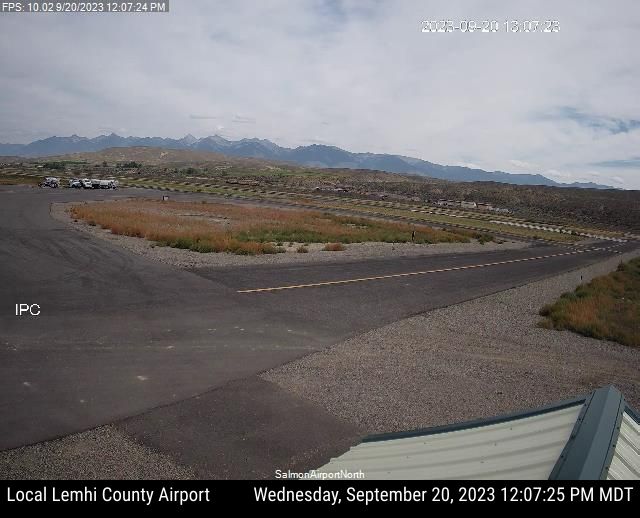 FPS: 10.02 9/20/2023 12:07:24 PM
2023-09-20 13:07:23
IPC
SalmonAirportNorth
Local Lemhi County Airport Wednesday, September 20, 2023 12:07:25 PM MDT